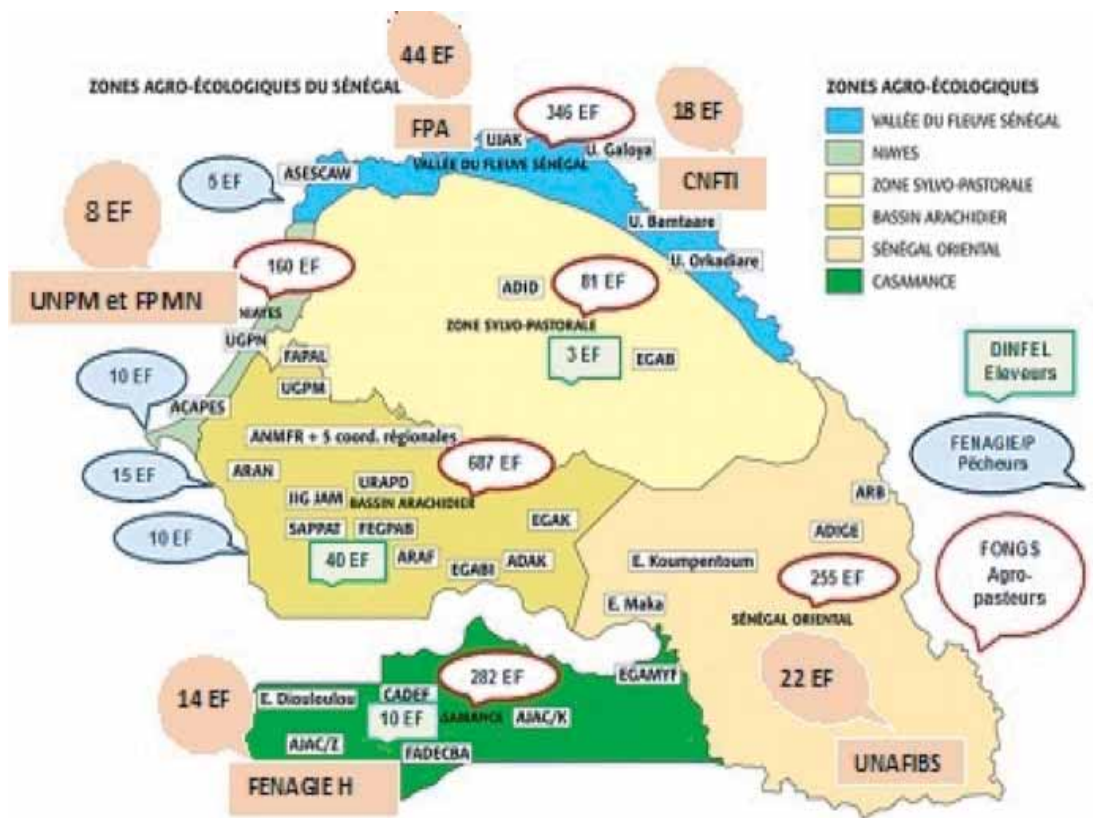 44 EF
ZONES AGRO-ÉCOLOGIQUES DU SÉNÉGAL
FPA
346 EF
18 EF
UJAK
U. Galoya
VALLÉE DU FLEUVE SÉNÉGAL
CNFTI
ASESCAW
5 EF
8 EF
U. Barntaare
U. Orkadiare
160 EF
81 EF
ADID
UNPM et FPMN
NIAYES
ZONE SYLVO-PASTORALE
UGPN
3 EF
EGAB
FAPAL
10 EF
UGPM
ACAPES
ANMFR + 5 coord. régionales
687 EF
15 EF
ARAN
URAPD
JIG JAM
BASSIN ARACHIDIER
EGAK
10 EF
SAPPAT
FEGPAB
40 EF
ARAF
EGABI
ADAK
ARB
ADIGE
E. Koumpentoum
255 EF
E. Maka
SÉNÉGAL ORIENTAL
282 EF
EGAMYF
22 EF
14 EF
E. Diouloulou
CADEF
10 EF
SAMANCE
AJAC/K
AJAC/Z
FADECBA
UNAFIBS
FENAGIE H
ZONES AGRO-ÉCOLOGIQUES
VALLÉE DU FLEUVE SÉNÉGAL
NIAYES
ZONE SYLVO-PASTORALE
BASSIN ARACHIDIER
SÉNÉGAL ORIENTAL
CASAMANCE
DINFEL
Eleveurs
FENAGIE/P
Pêcheurs
FONGS
Agro-
pasteurs